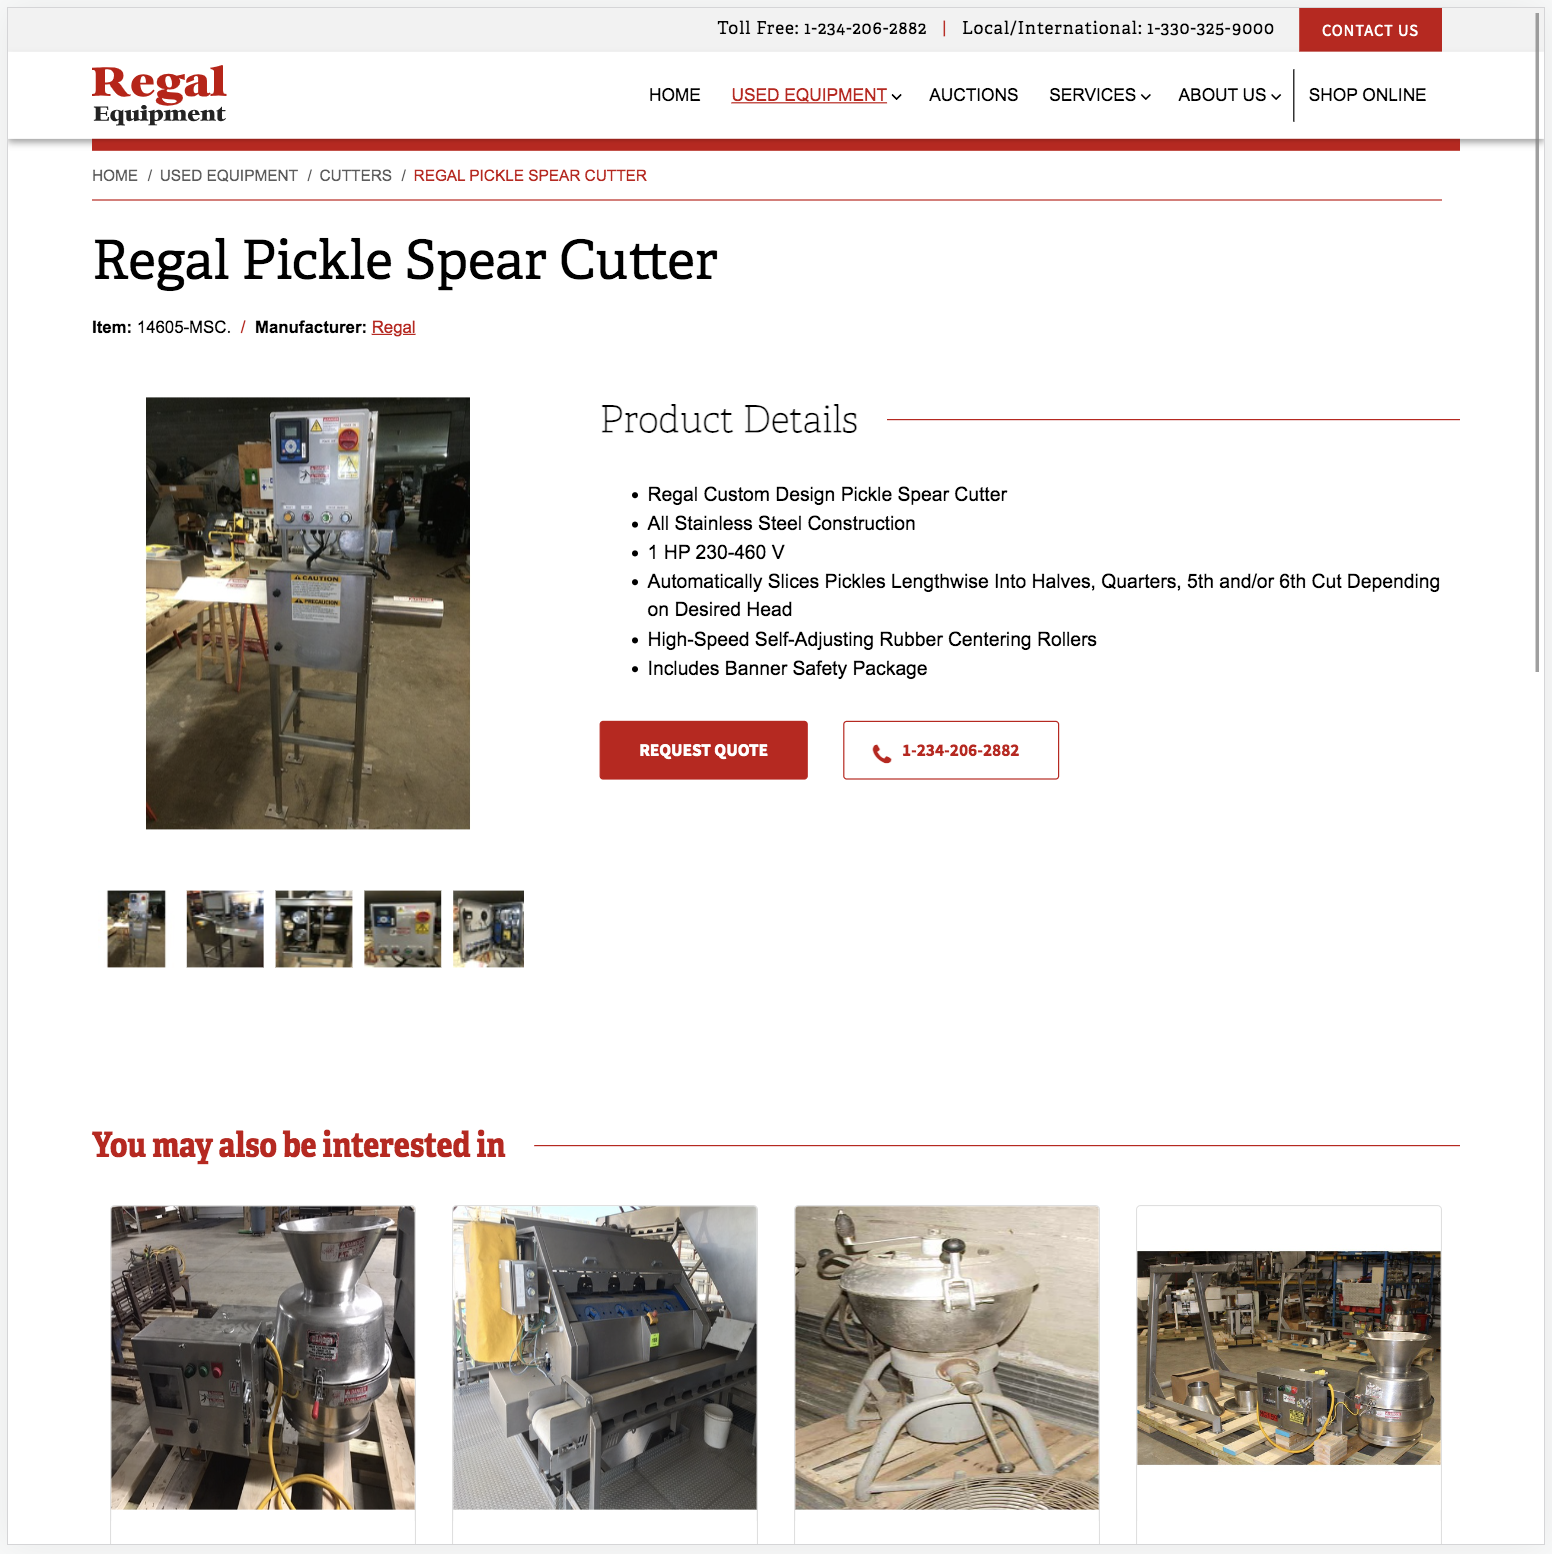 Toll Free: 1-234-206-2882 | Local/International: 1-330-325-9000 CONTACT US
Regal
Equipment
HOME USED EQUIPMENT AUCTIONS SERVICES ABOUT US SHOP ONLINE
HOME / USED EQUIPMENT / CUTTERS / REGAL PICKLE SPEAR CUTTER
Regal Pickle Spear Cutter
Item: 14605-MSC. / Manufacturer: Regal
CAUTION
PRECAUCION
Product Details
• Regal Custom Design Pickle Spear Cutter
• All Stainless Steel Construction
• 1 HP 230-460 V
• Automatically Slices Pickles Lengthwise Into Halves, Quarters, 5th and/or 6th Cut Depending
on Desired Head
• High-Speed Self-Adjusting Rubber Centering Rollers
• Includes Banner Safety Package
REQUEST QUOTE 1-234-206-2882
You may also be interested in